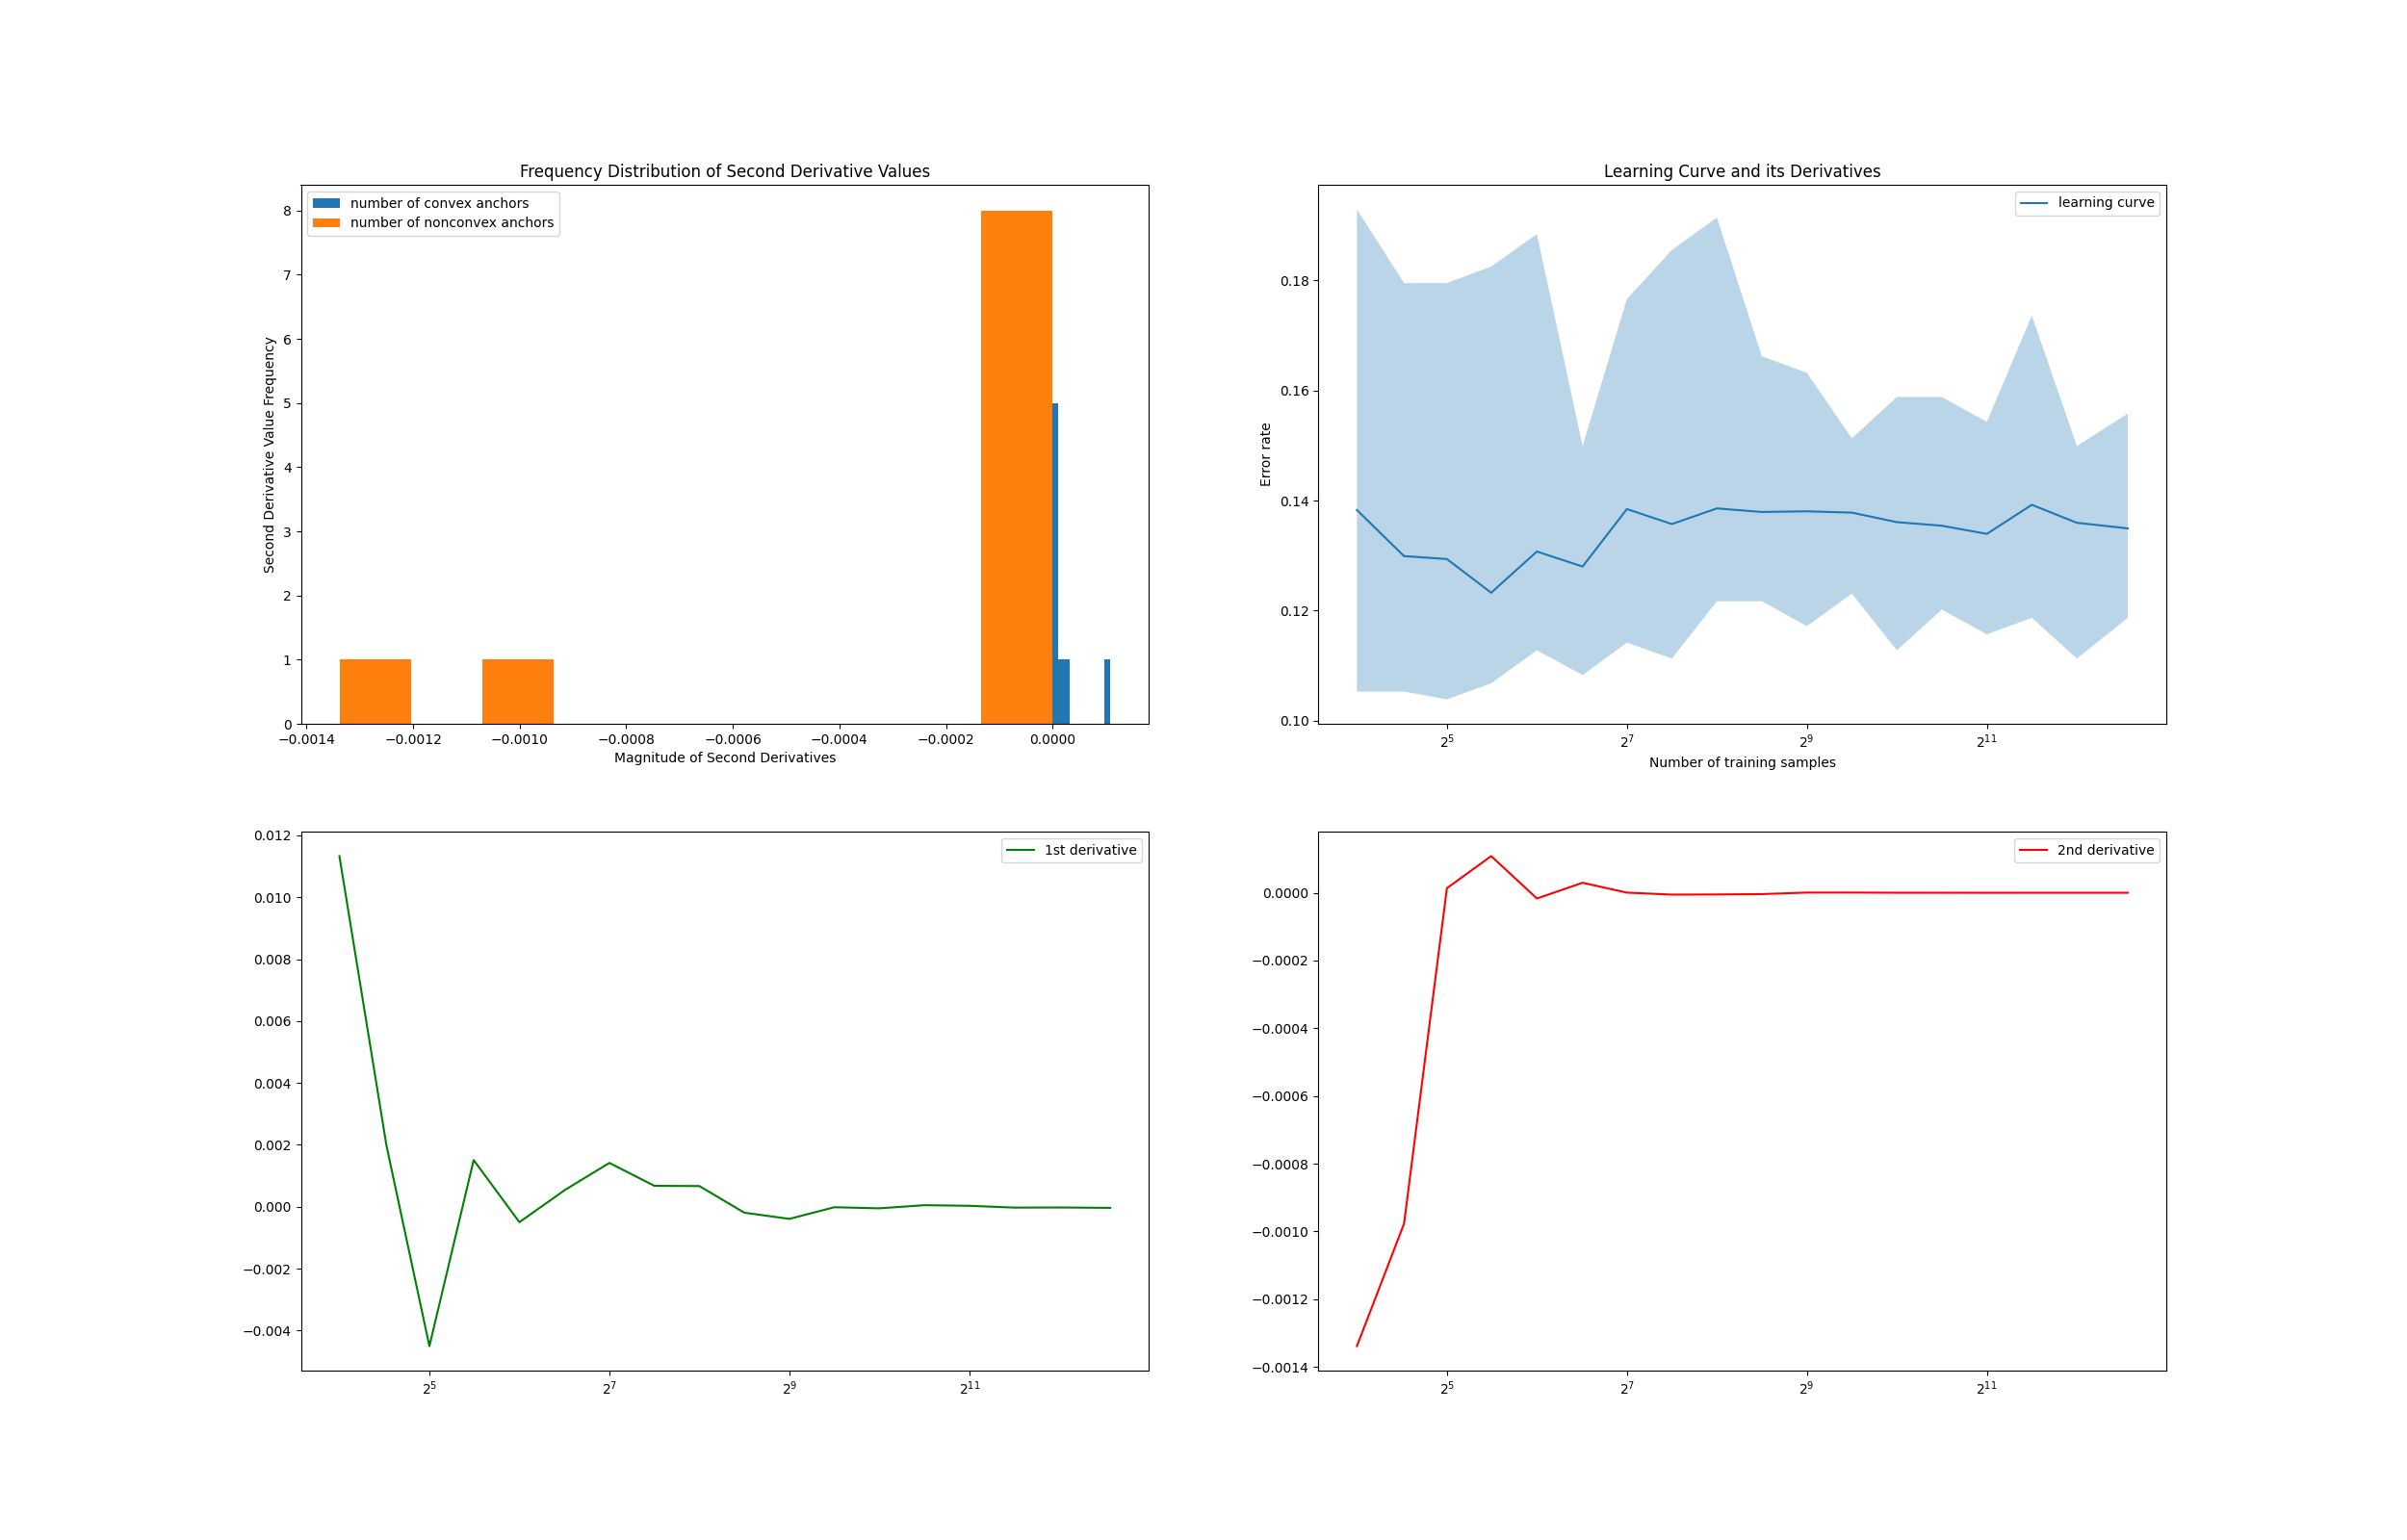 Frequency Distribution of Second Derivative Values
number of convex anchors
number of nonconvex anchors
8
7
6
5
4
3
2
1
0
Second Derivative Value Frequency
−0.0014 −0.0012 −0.0010 −0.0008 −0.0006 −0.0004 −0.0002 0.0000
Magnitude of Second Derivatives
Learning Curve and its Derivatives
learning curve
0.18
0.16
0.14
0.12
0.10
Error rate
2^5 2^7 2^9 2^11
Number of training samples
1st derivative
0.012
0.010
0.008
0.006
0.004
0.002
0.000
−0.002
−0.004
2^5 2^7 2^9 2^11
2nd derivative
0.0000
−0.0002
−0.0004
−0.0006
−0.0008
−0.0010
−0.0012
−0.0014
2^5 2^7 2^9 2^11